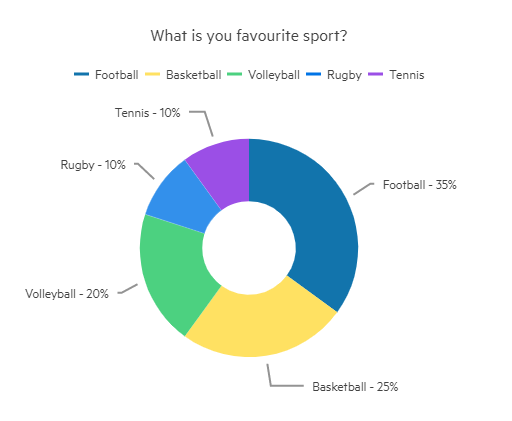 What is you favourite sport?
Football Basketball Volleyball Rugby Tennis
Tennis - 10%
Rugby - 10%
Football - 35%
Volleyball - 20%
Basketball - 25%